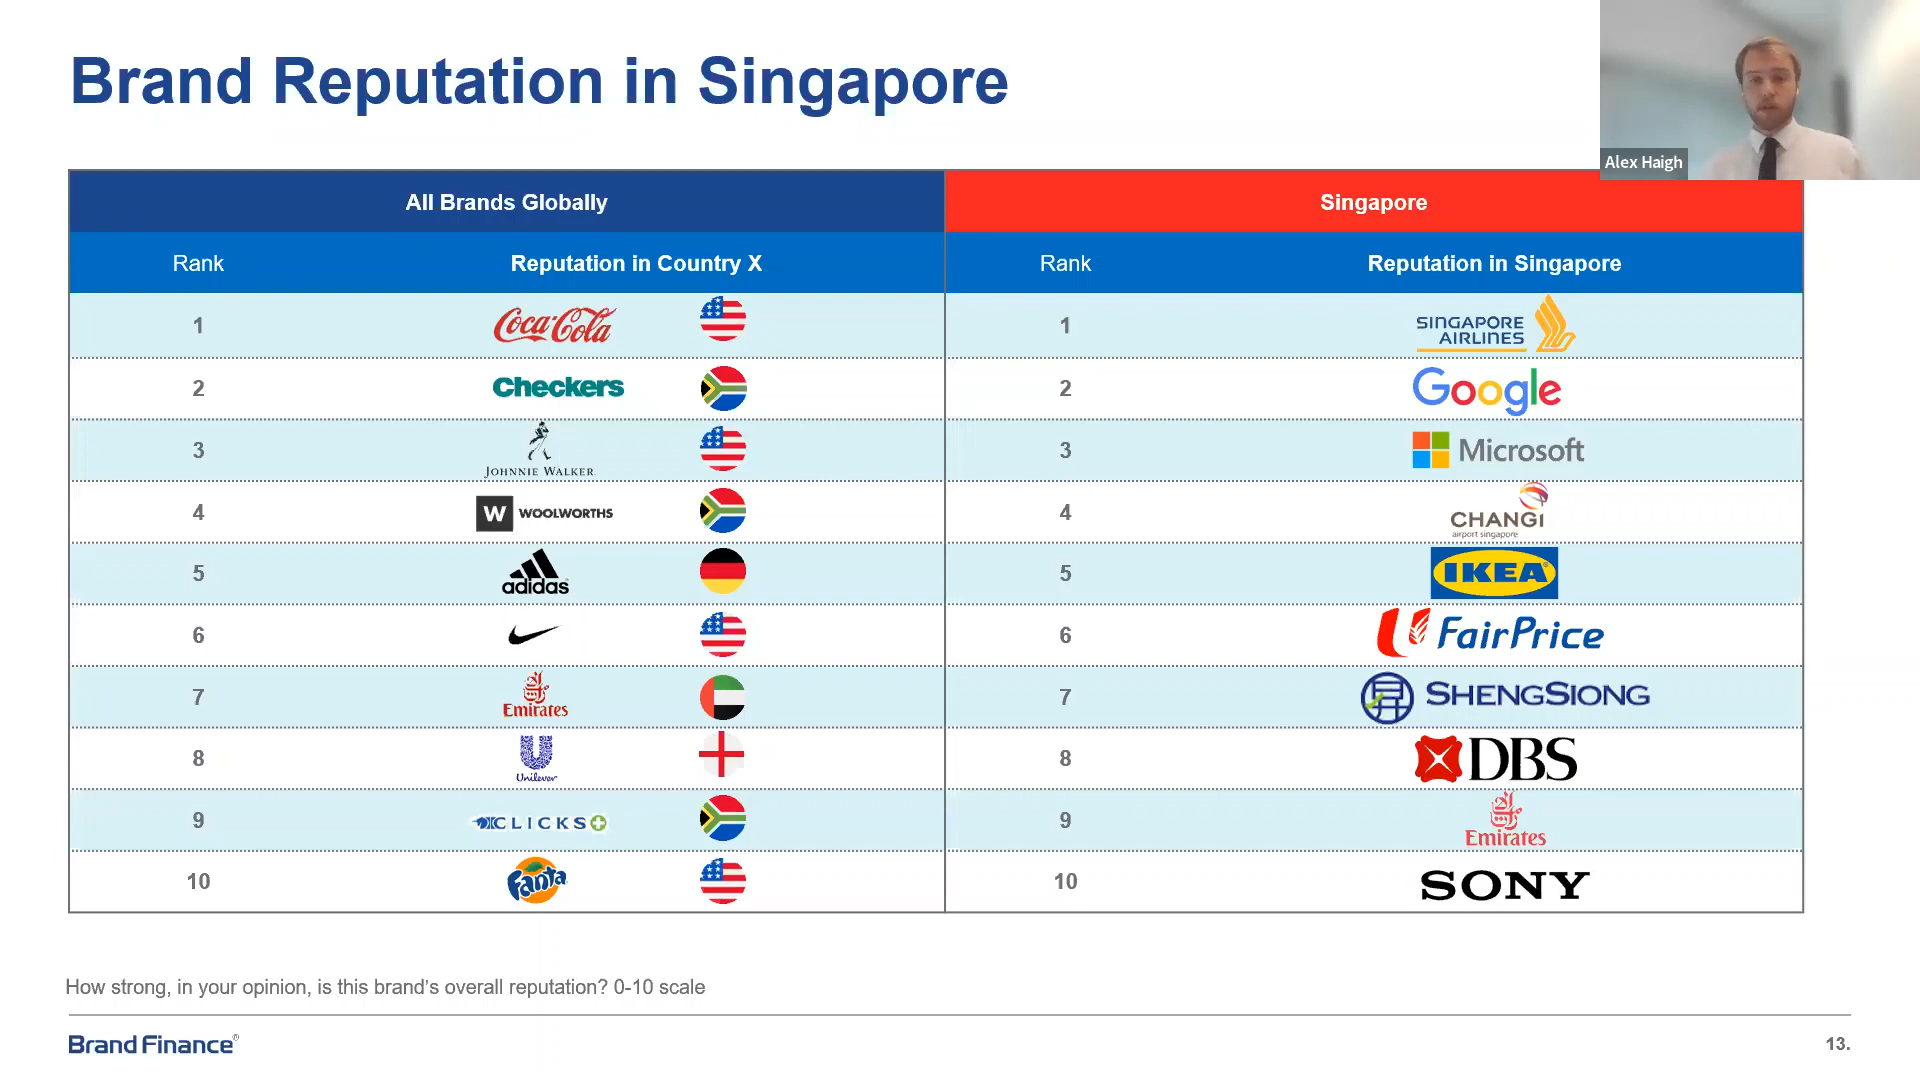 Brand Reputation in Singapore
Alex Haigh
All Brands Globally
Singapore
Rank
Reputation in Country X
Rank
Reputation in Singapore
1
Coca-Cola
1
SINGAPORE
AIRLINES
2
Checkers
2
Google
3
JOHNNIE WALKER
3
Microsoft
4
W WOOLWORTHS
4
CHANGI
airport singapore
5
adidas
5
IKEA
6
6
FairPrice
7
Emirates
7
昇 SHENGSIONG
8
Unilever
8
DBS
9
CLICKS
9
Emirates
10
Fanta
10
SONY
How strong, in your opinion, is this brand's overall reputation? 0-10 scale
Brand Finance®
13.